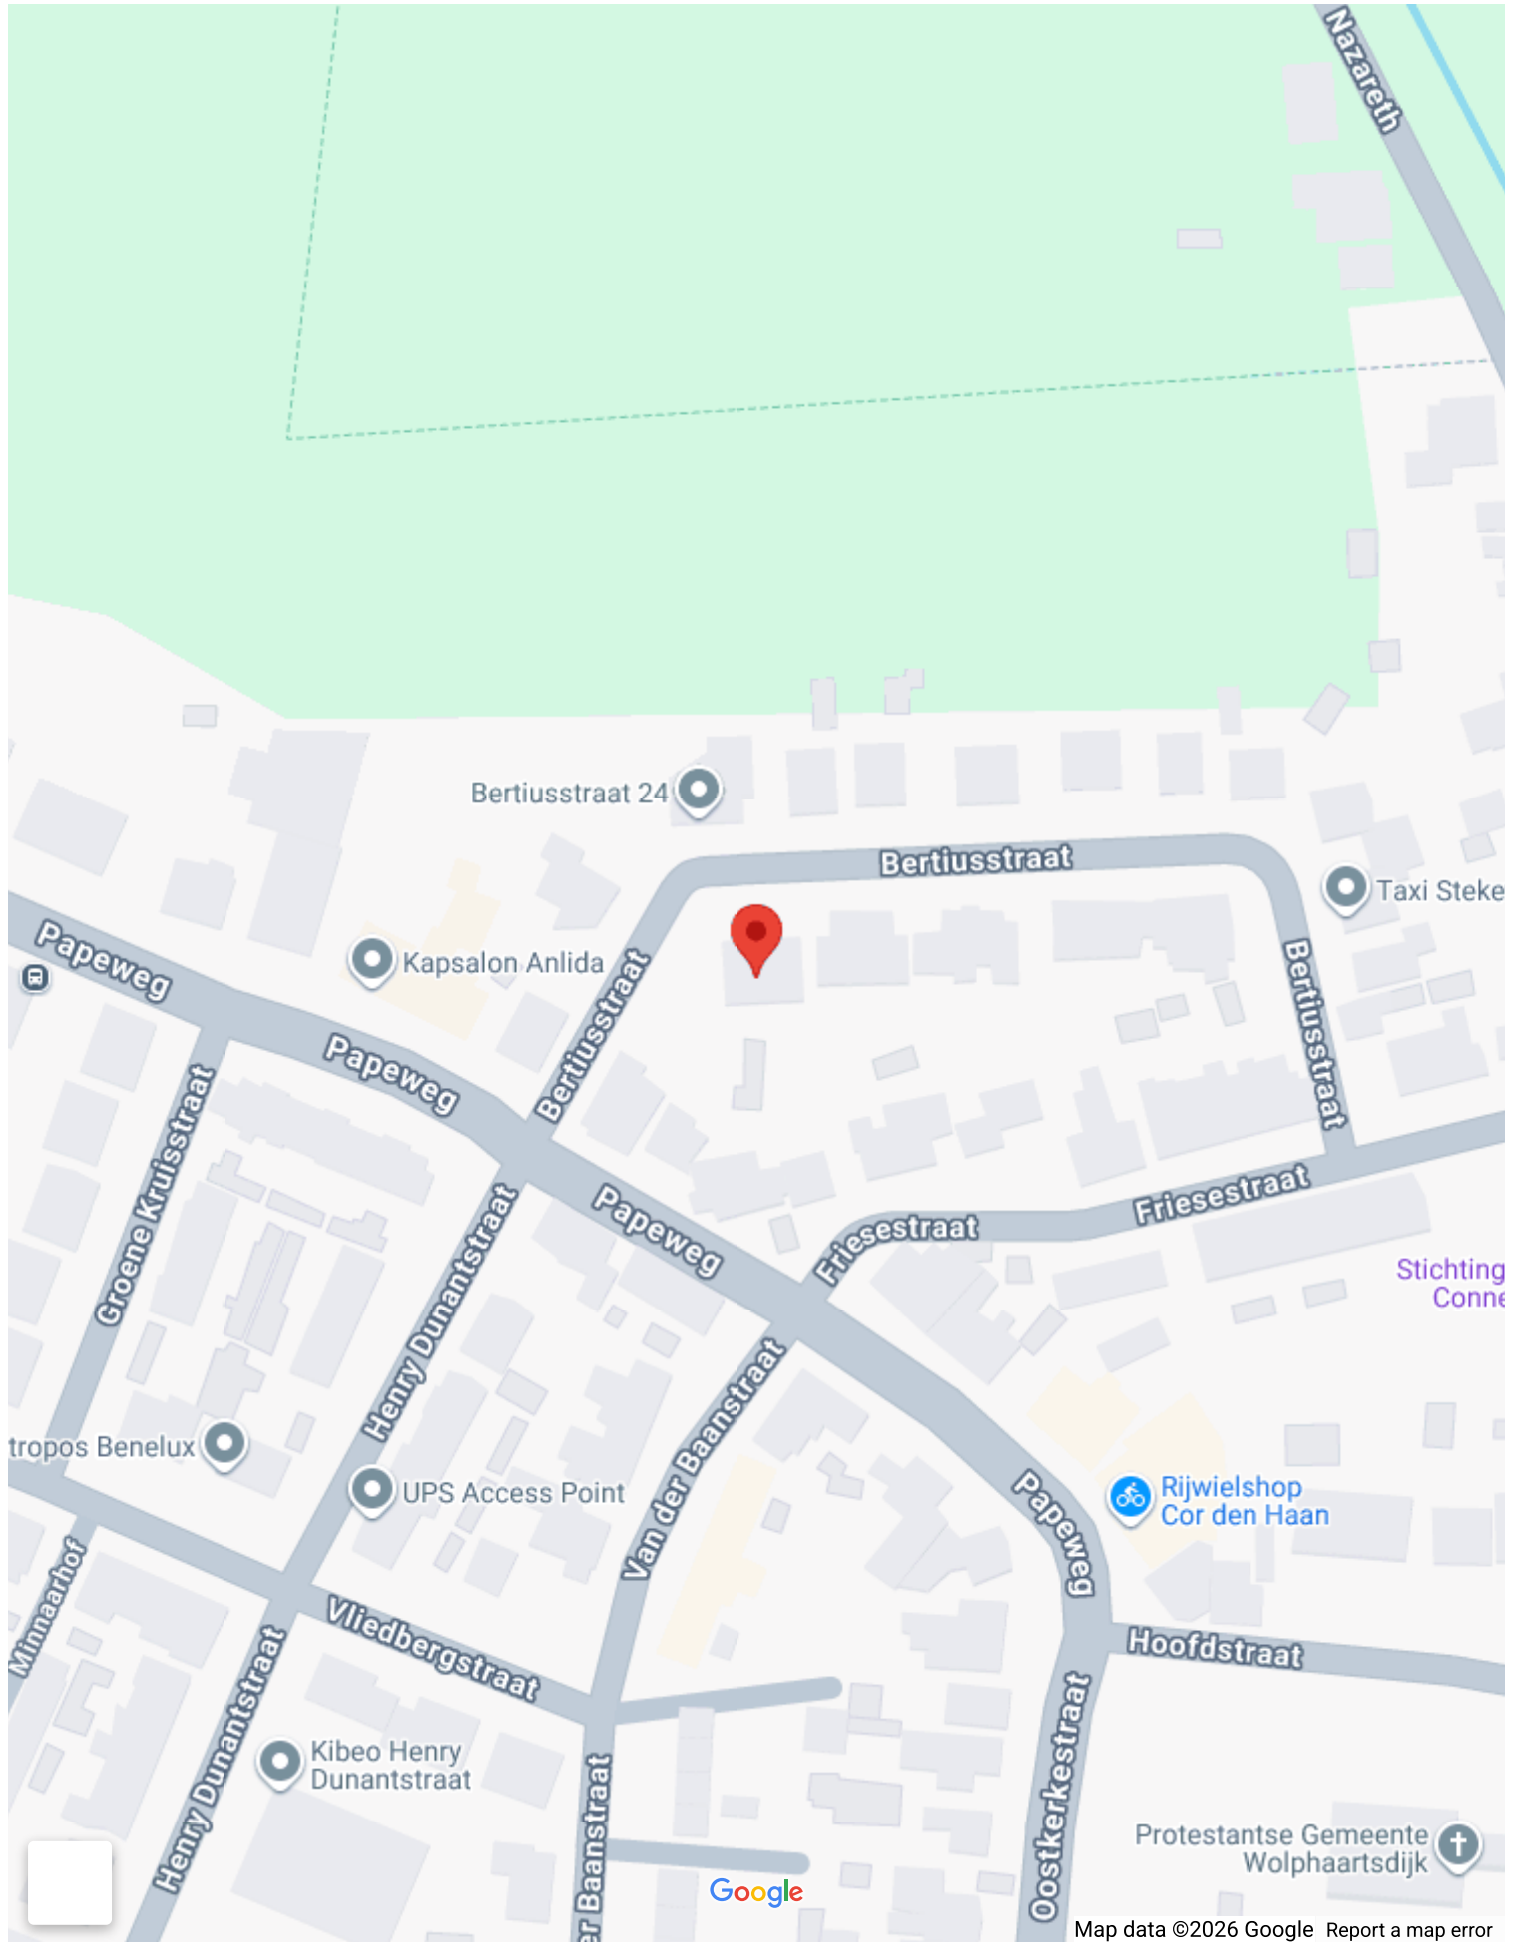 Nazareth
Bertiusstraat 24
Bertiusstraat
Taxi Steke
Papeweg
Kapsalon Anlida
Bertiusstraat
Bertiusstraat
Papeweg
Groene Kruisstraat
Henry Dunantstraat
Papeweg
Friesestraat
Friesestraat
Stichting
Conne
tropos Benelux
UPS Access Point
Van der Baanstraat
Papeweg
Rijwielshop
Cor den Haan
Minnaarhof
Vliedbergstraat
Hoofdstraat
Henry Dunantstraat
Kibeo Henry
Dunantstraat
er Baanstraat
Oostkerkestraat
Protestantse Gemeente
Wolphaartsdijk
Google
Map data ©2026 Google
Report a map error